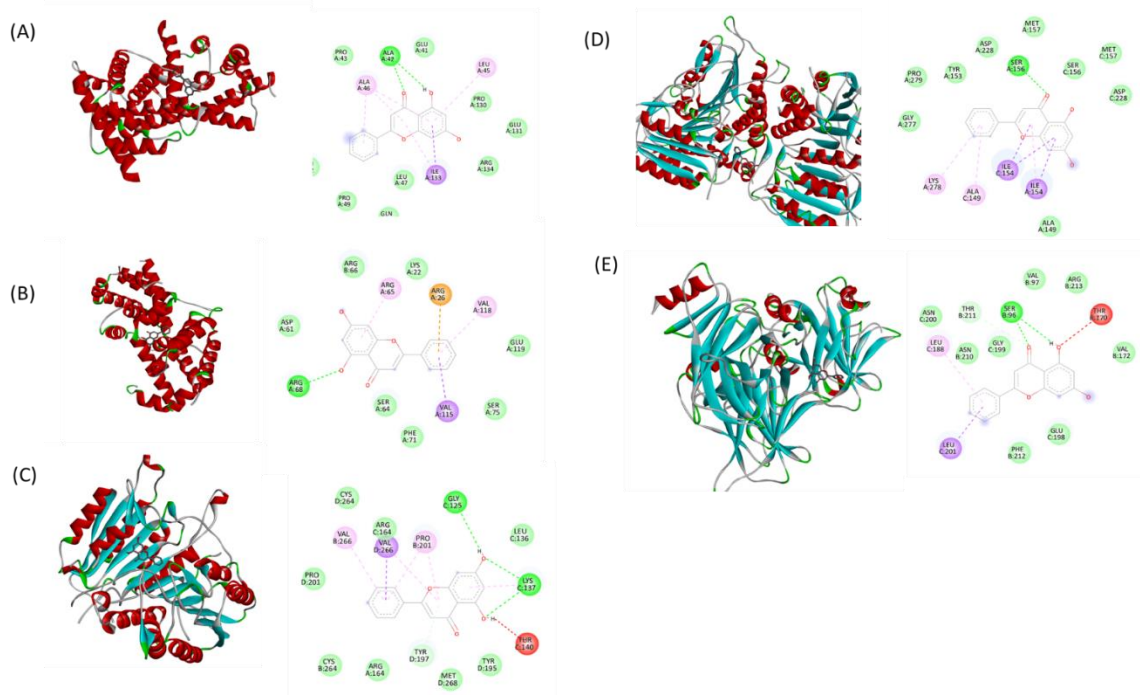 (A)
PRO
A:43
ALA
A:42
GLU
A:41
LEU
A:45
ALA
A:46
H
PRO
A:130
GLU
A:131
ARG
A:134
ILE
A:133
LEU
A:47
PRO
A:49
GLN
(B)
ARG
B:66
LYS
A:22
ARG
A:65
ARG
A:26
VAL
A:118
ASP
A:61
GLU
A:119
ARG
A:68
SER
A:64
VAL
A:115
SER
A:75
PHE
A:71
(C)
CYS
D:264
GLY
C:125
VAL
B:266
ARG
C:164
VAL
D:266
PRO
B:201
LEU
C:136
H
PRO
D:201
LYS
C:137
H
THR
C:140
CYS
B:264
ARG
A:164
TYR
D:197
MET
D:268
TYR
D:195
(D)
MET
A:157
ASP
A:228
SER
A:156
MET
C:157
PRO
A:279
TYR
A:153
SER
C:156
ASP
C:228
GLY
A:277
LYS
A:278
ALA
C:149
ILE
C:154
ILE
A:154
ALA
A:149
(E)
VAL
B:97
ARG
B:213
ASN
C:200
THR
B:211
SER
B:96
THR
B:170
LEU
C:188
ASN
B:210
GLY
C:199
H
VAL
B:172
LEU
C:201
PHE
B:212
GLU
C:198